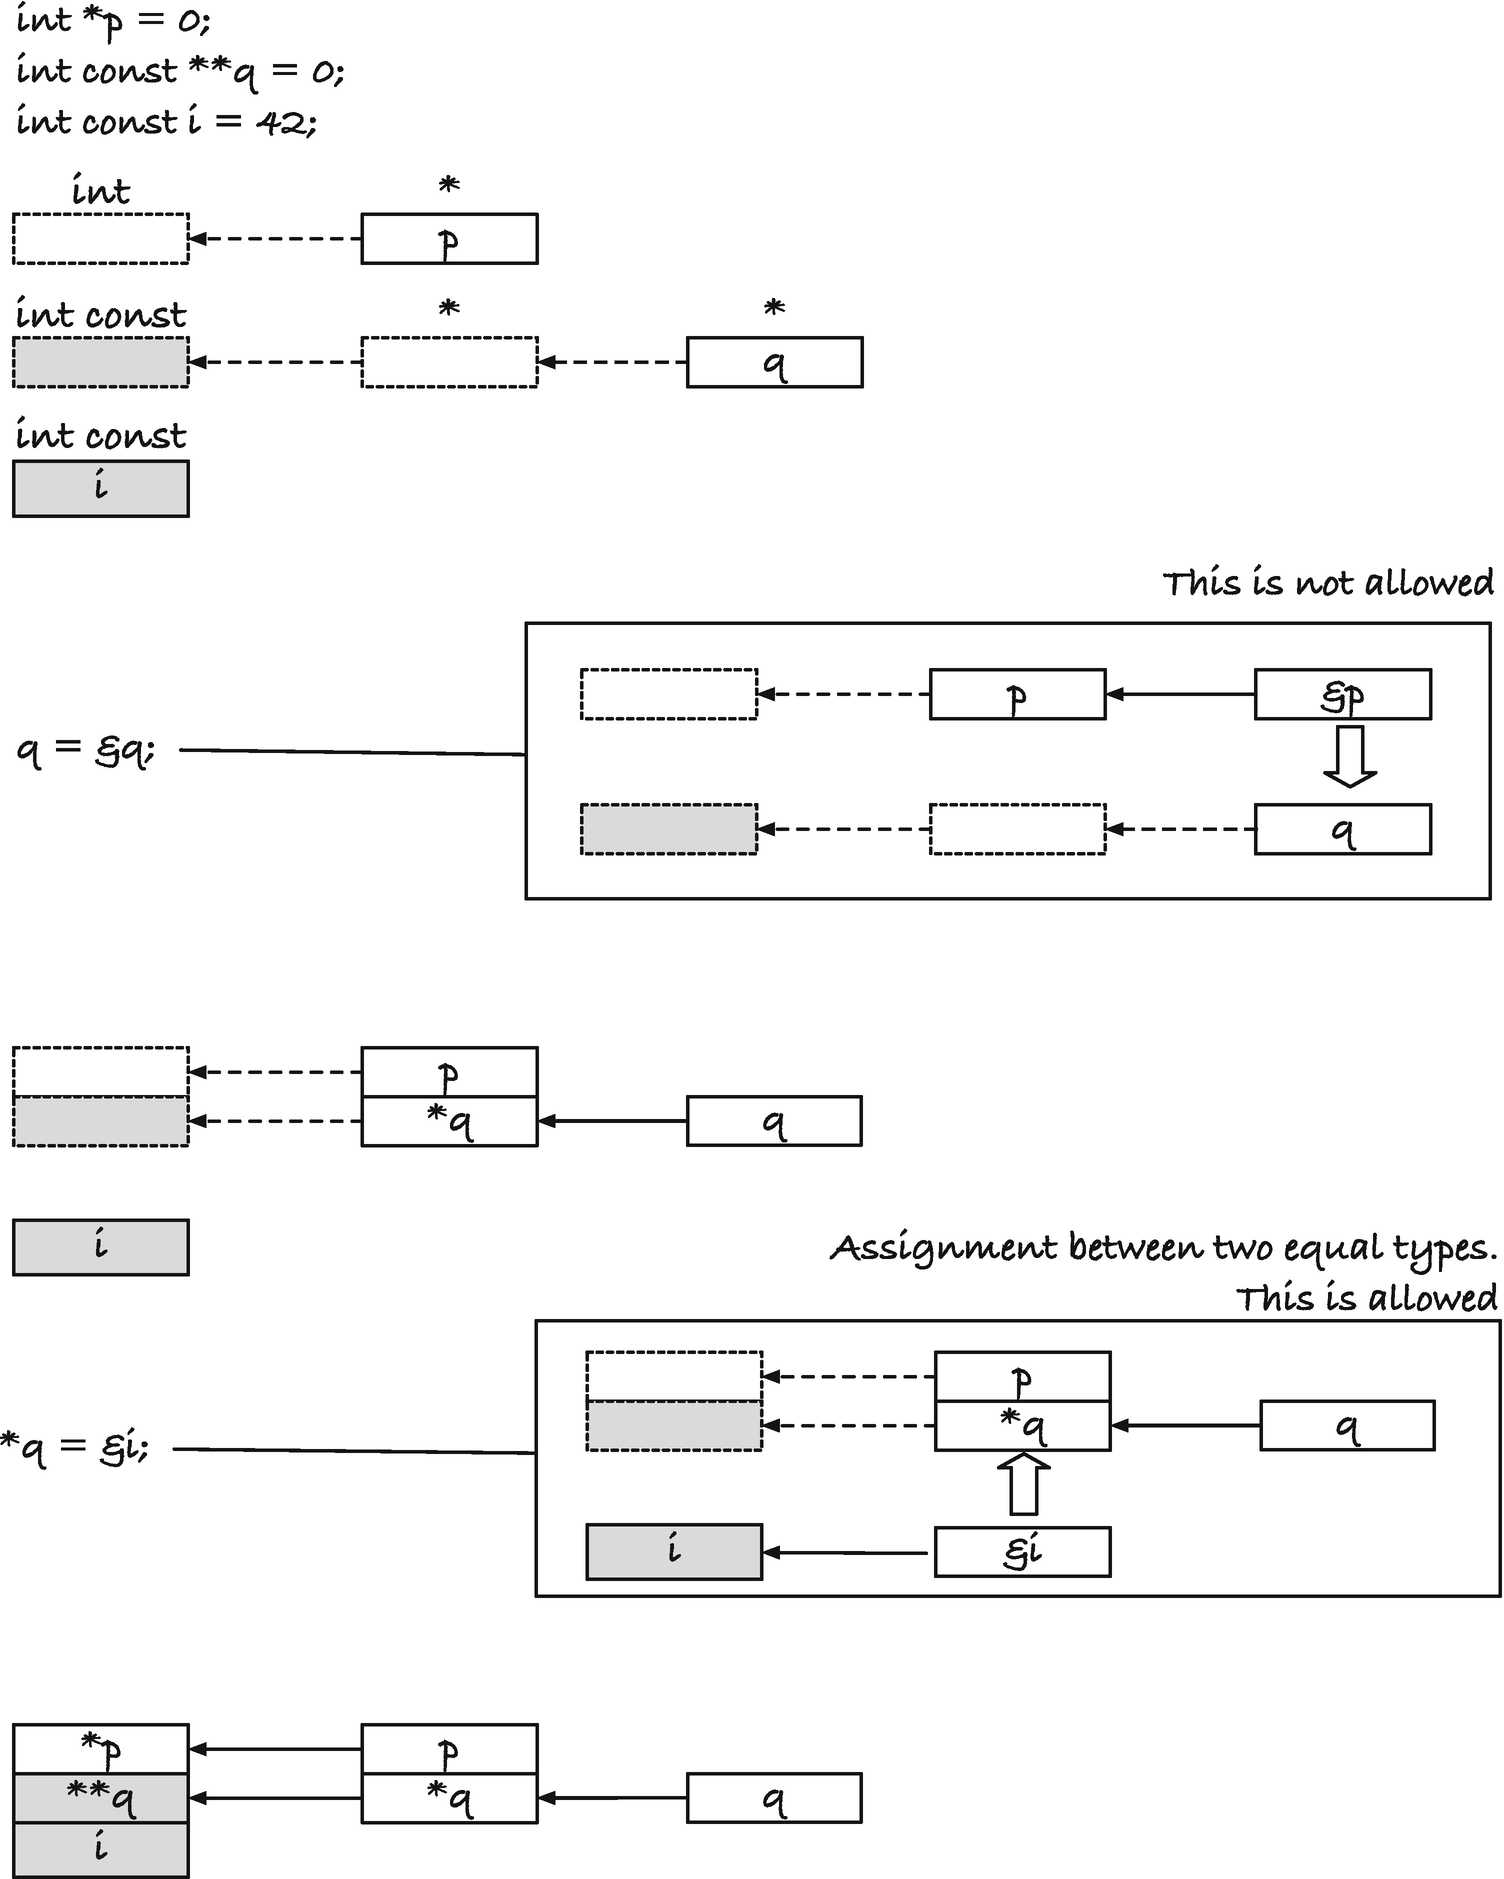 int *p = 0;
int const **q = 0;
int const i = 42;
int *
p
int const * *
q
int const
i
This is not allowed
p &p
q = &q;
q
p
*q q
i
Assignment between two equal types.
This is allowed
p
*q q
*q = &i;
i &i
*p p
**q *q q
i